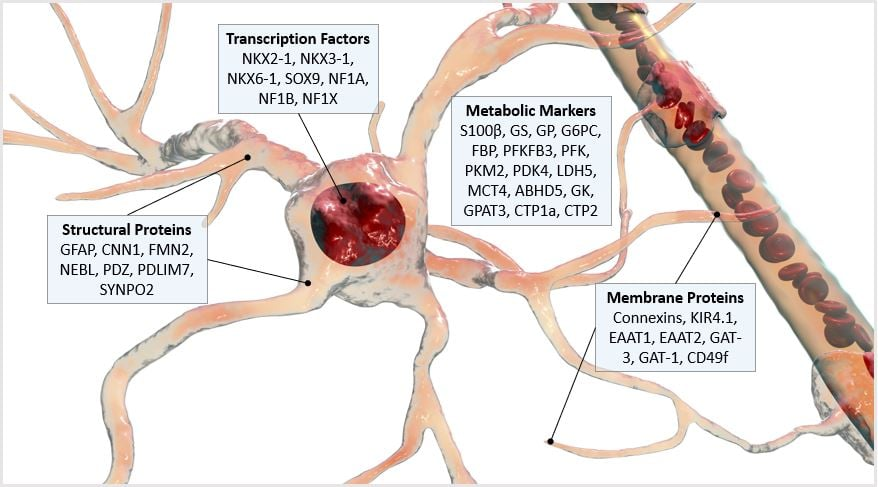 Transcription Factors
NKX2-1, NKX3-1,
NKX6-1, SOX9, NF1A,
NF1B, NF1X
Metabolic Markers
S100β, GS, GP, G6PC,
FBP, PFKFB3, PFK,
PKM2, PDK4, LDH5,
MCT4, ABHD5, GK,
GPAT3, CTP1a, CTP2
Structural Proteins
GFAP, CNN1, FMN2,
NEBL, PDZ, PDLIM7,
SYNPO2
Membrane Proteins
Connexins, KIR4.1,
EAAT1, EAAT2, GAT-
3, GAT-1, CD49f